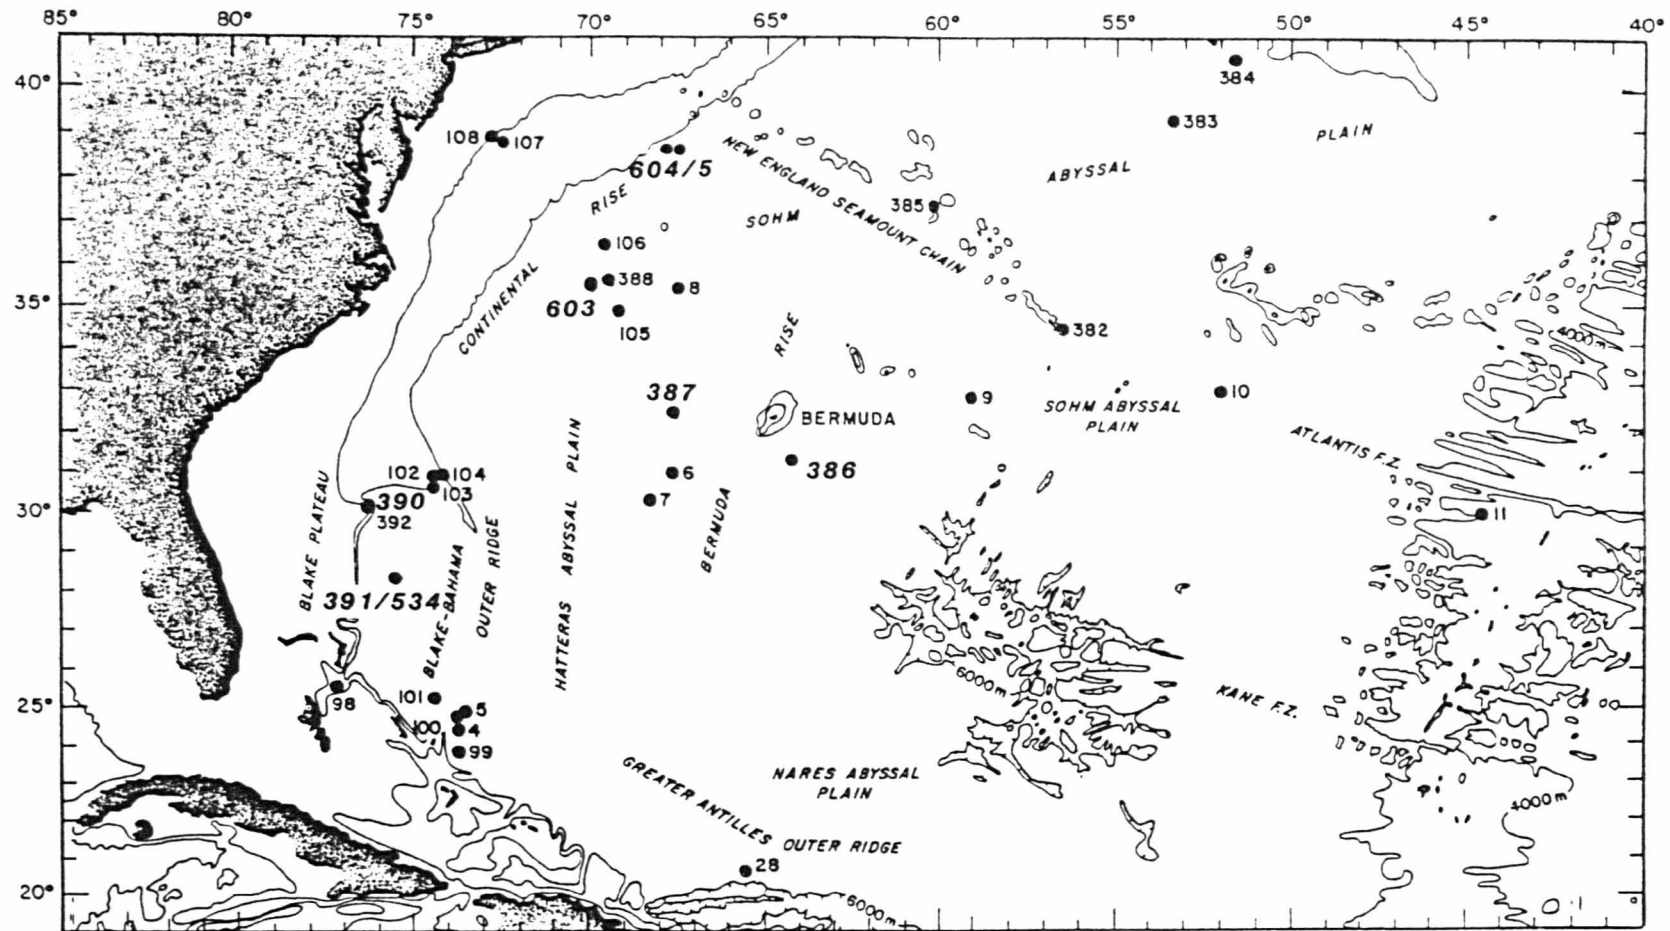 85° 80° 75° 70° 65° 60° 55° 50° 45° 40°
40°
384
383
PLAIN
108 107
604/5
NEW ENGLAND SEAMOUNT CHAIN
ABYSSAL
RISE
SOHM
385
106
388
8
CONTINENTAL
35°
603
105
RISE
382
4000m
387
9
10
BERMUDA
SOHM ABYSSAL
PLAIN
ATLANTIS F.Z.
386
102 104
103
6
7
30°
390
392
11
BLAKE PLATEAU
HATTERAS ABYSSAL PLAIN
BERMUDA
391/534
BLAKE-BAHAMA
OUTER RIDGE
6000m
KANE F.Z.
25°
98
101
5
100 4
99
GREATER ANTILLES OUTER RIDGE
NARES ABYSSAL
PLAIN
4000m
28
20°
6000m